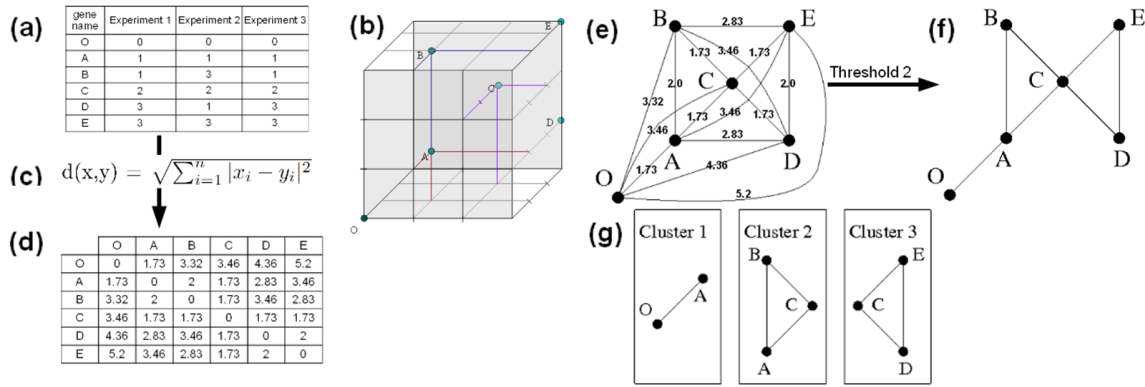 (a)
gene name Experiment 1 Experiment 2 Experiment 3
O 0 0 0
A 1 1 1
B 1 3 1
C 2 2 2
D 3 1 3
E 3 3 3
(c) d(x,y) = √∑ⁿᵢ₌₁ |xᵢ − yᵢ|²
(d)
O A B C D E
O 0 1.73 3.32 3.46 4.36 5.2
A 1.73 0 2 1.73 2.83 3.46
B 3.32 2 0 1.73 3.46 2.83
C 3.46 1.73 1.73 0 1.73 1.73
D 4.36 2.83 3.46 1.73 0 2
E 5.2 3.46 2.83 1.73 2 0
(b)
E
B
C
D
A
O
(e)
B 2.83 E
1.73 3.46 1.73
2.0 C 2.0
3.32
1.73 3.46 1.73
3.46
2.83
A D
O 1.73 4.36
5.2
Threshold 2
(f)
B E
C
A D
O
(g)
Cluster 1
A
O
Cluster 2
B
C
A
Cluster 3
E
C
D